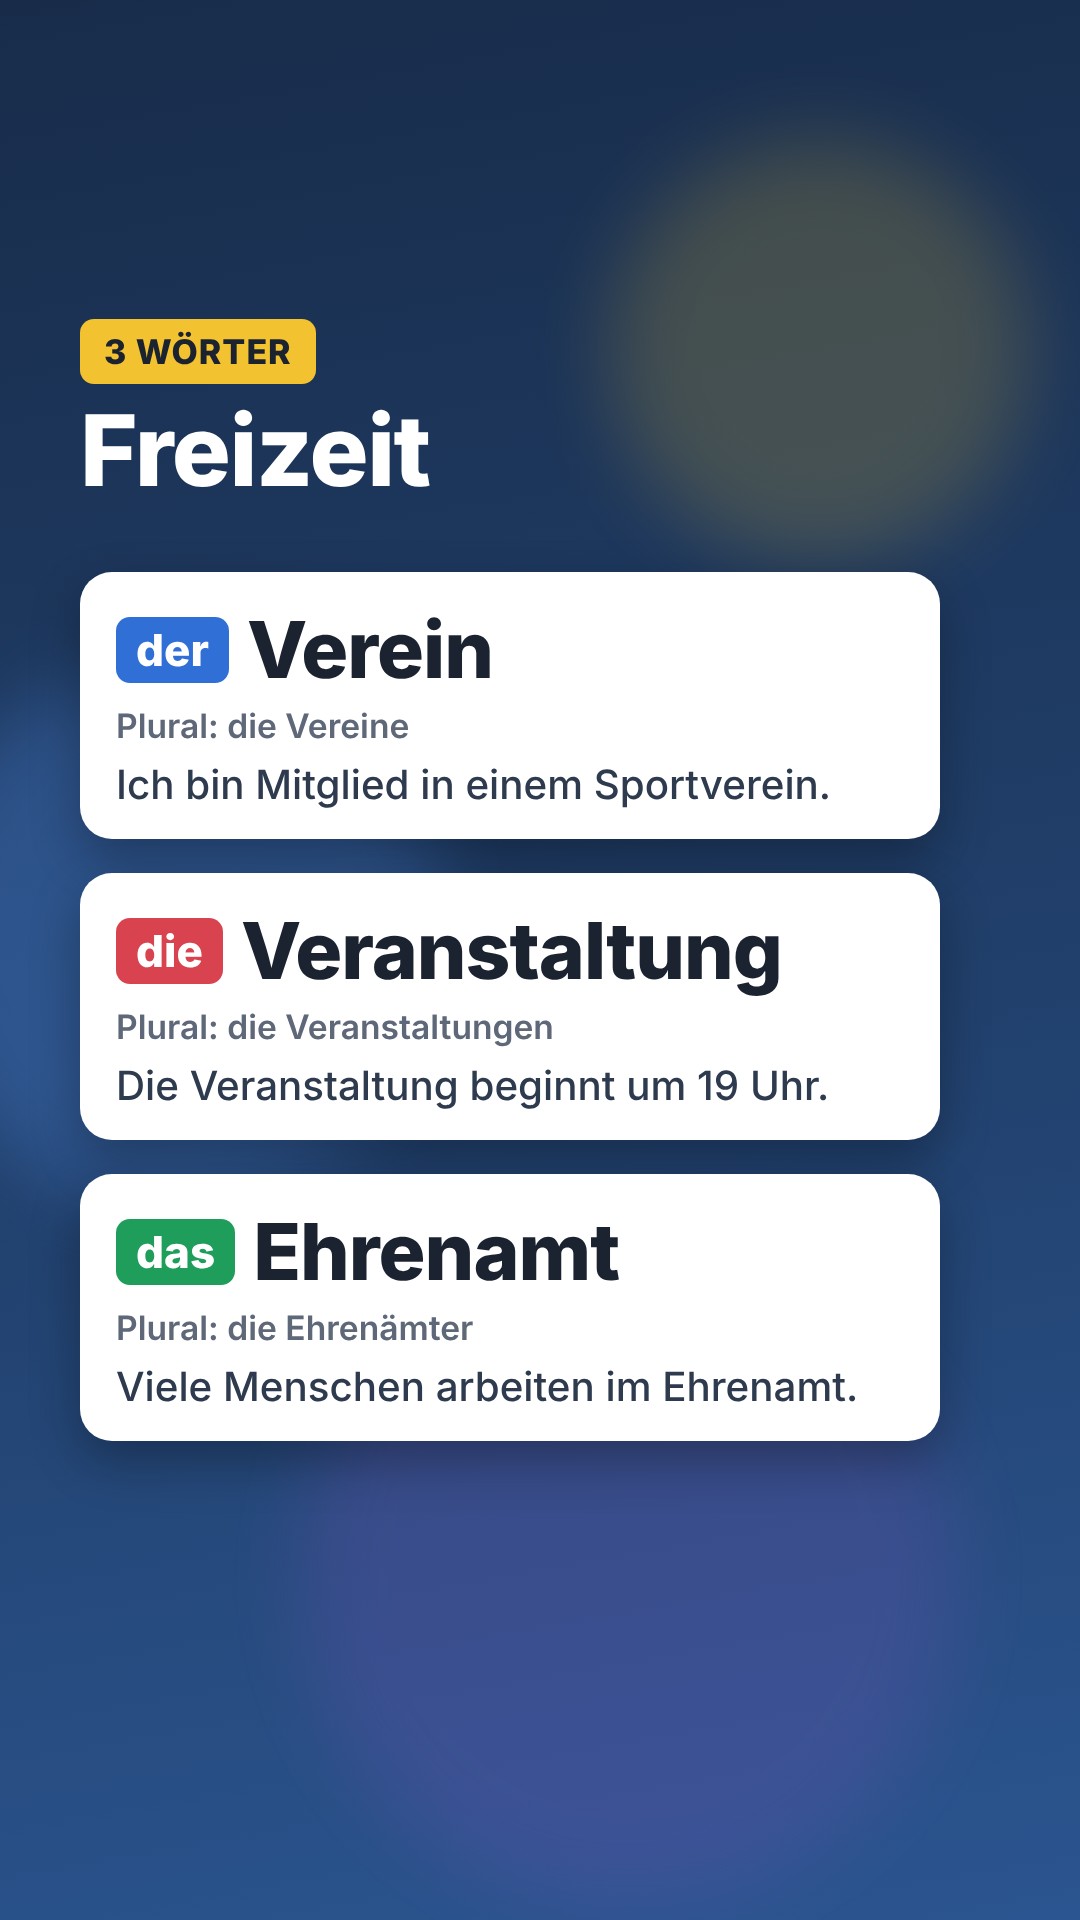 3 WÖRTER
Freizeit
der Verein
Plural: die Vereine
Ich bin Mitglied in einem Sportverein.
die Veranstaltung
Plural: die Veranstaltungen
Die Veranstaltung beginnt um 19 Uhr.
das Ehrenamt
Plural: die Ehrenämter
Viele Menschen arbeiten im Ehrenamt.